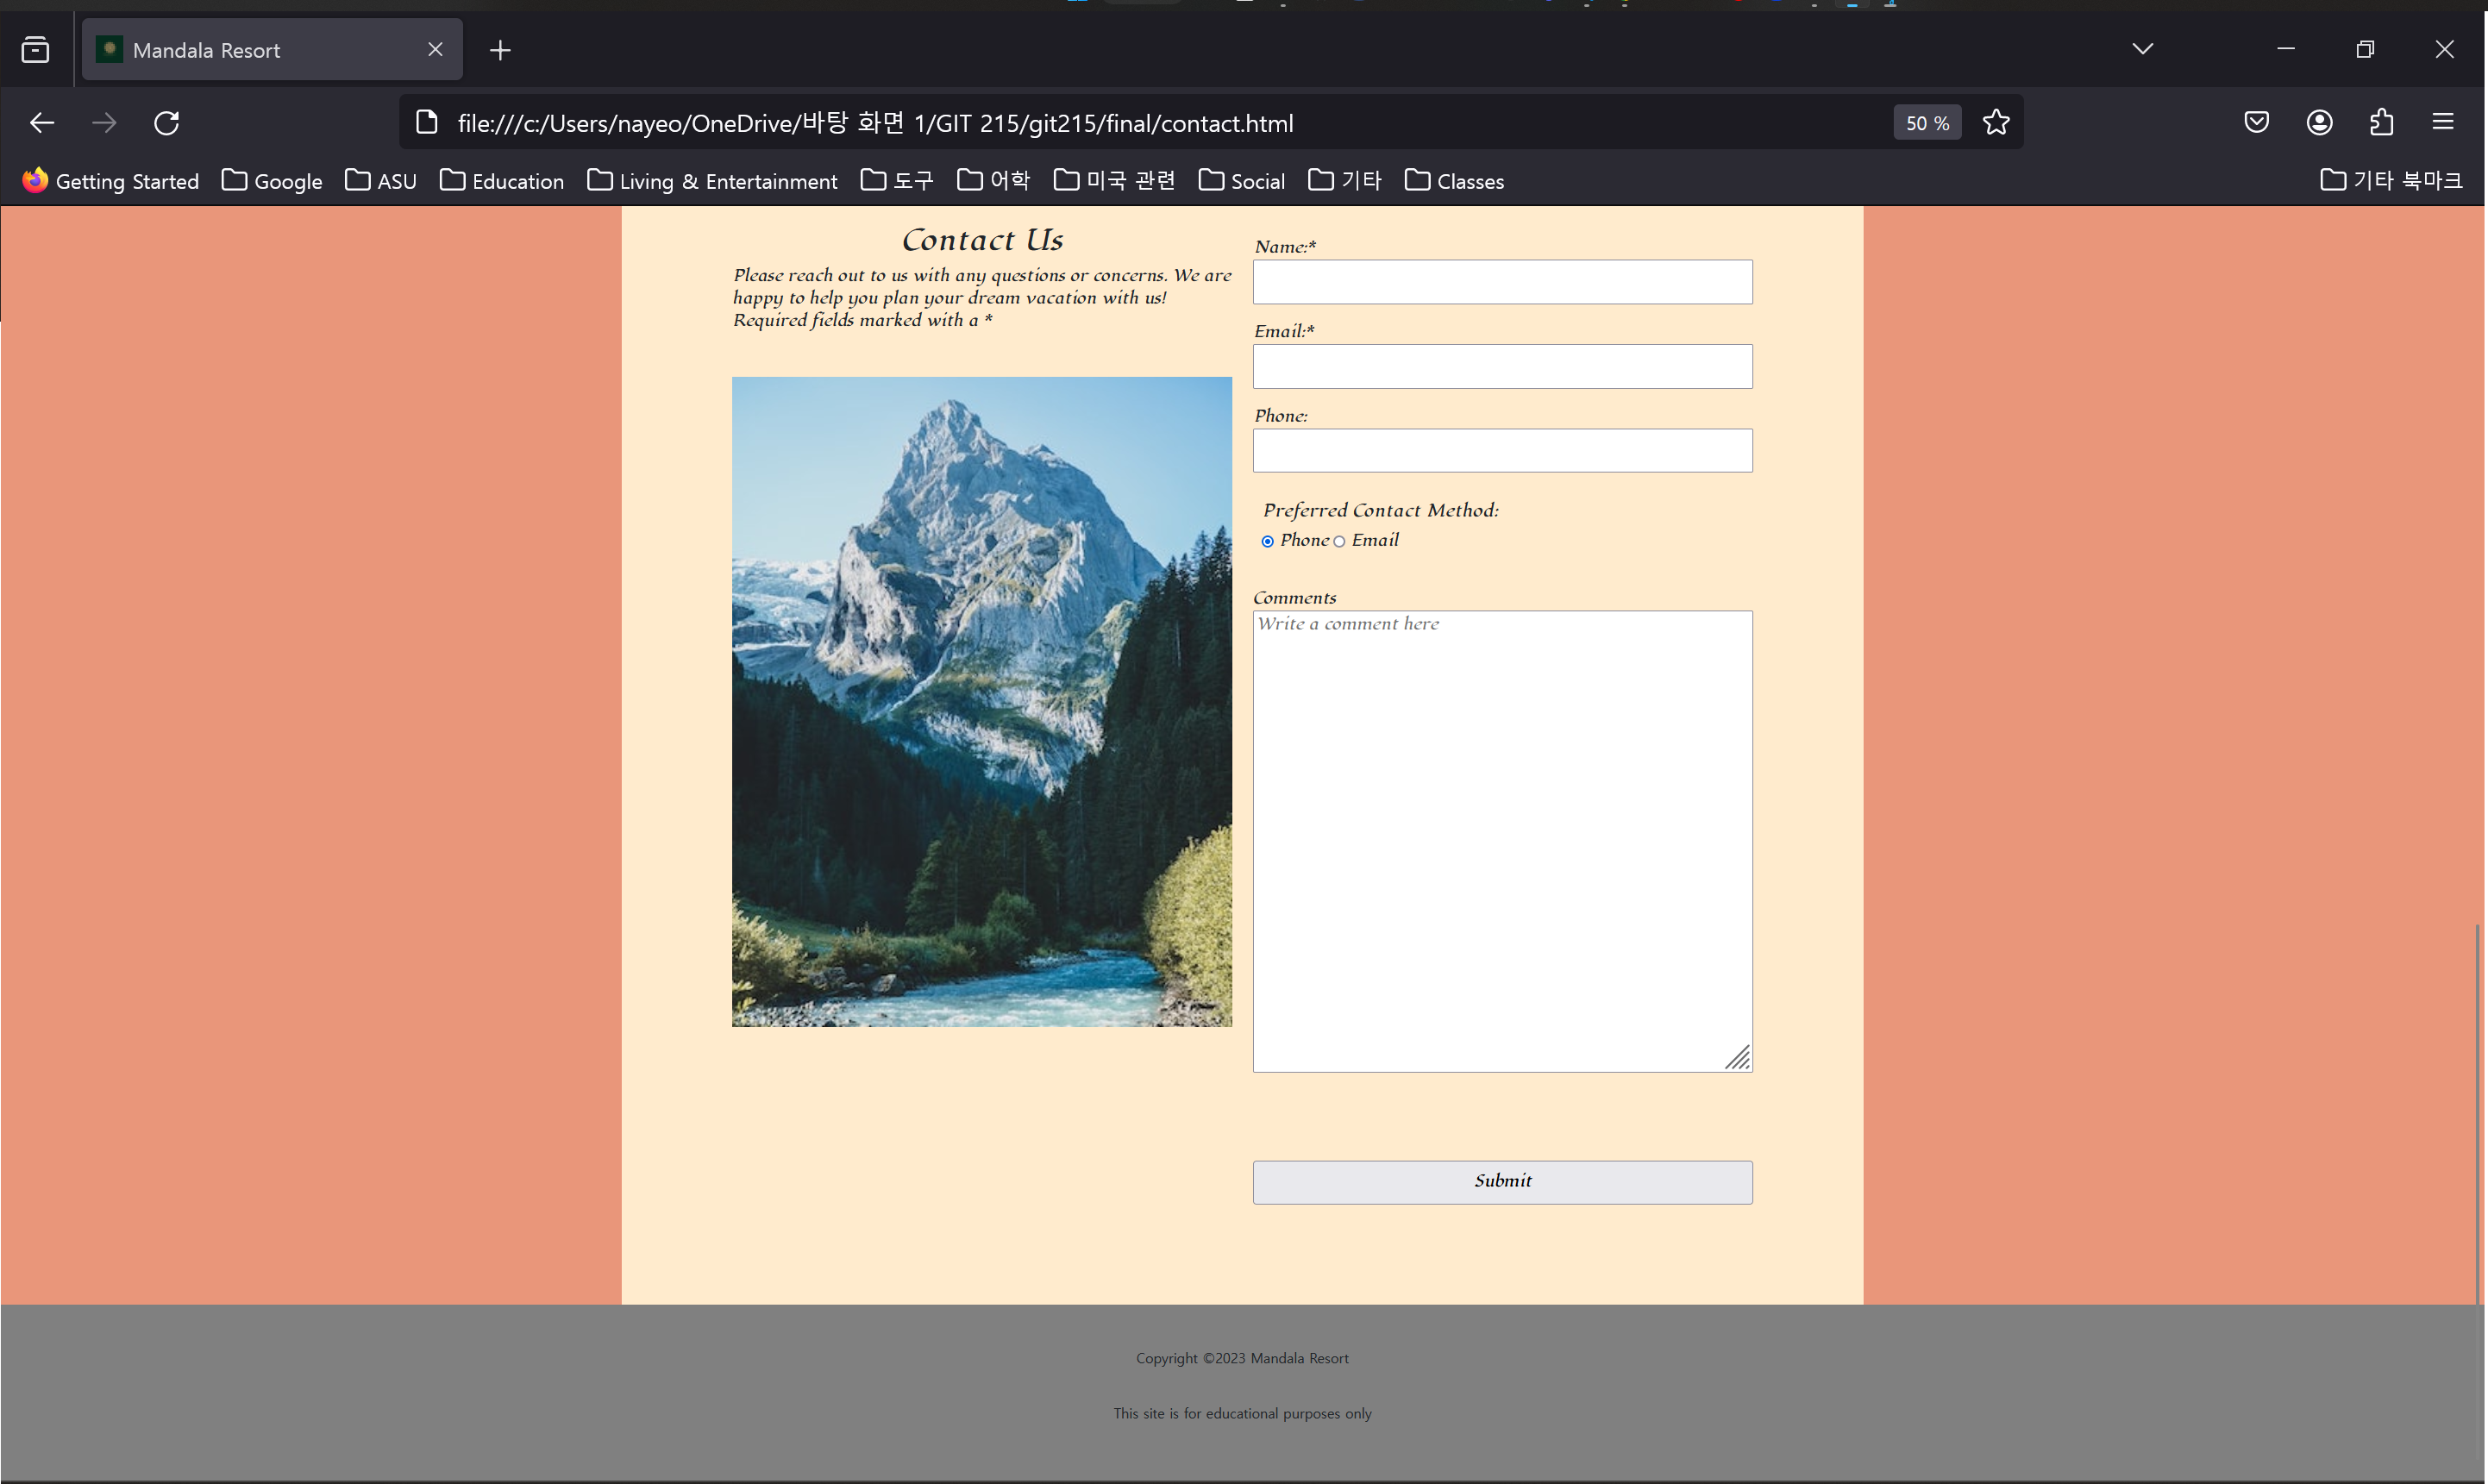 Mandala Resort
file:///c:/Users/nayeo/OneDrive/바탕 화면 1/GIT 215/git215/final/contact.html
50 %
Getting Started Google ASU Education Living & Entertainment 도구 어학 미국 관련 Social 기타 Classes 기타 북마크
Contact Us
Please reach out to us with any questions or concerns. We are
happy to help you plan your dream vacation with us!
Required fields marked with a *
Name:*
Email:*
Phone:
Preferred Contact Method:
Phone Email
Comments
Write a comment here
Submit
Copyright ©2023 Mandala Resort
This site is for educational purposes only